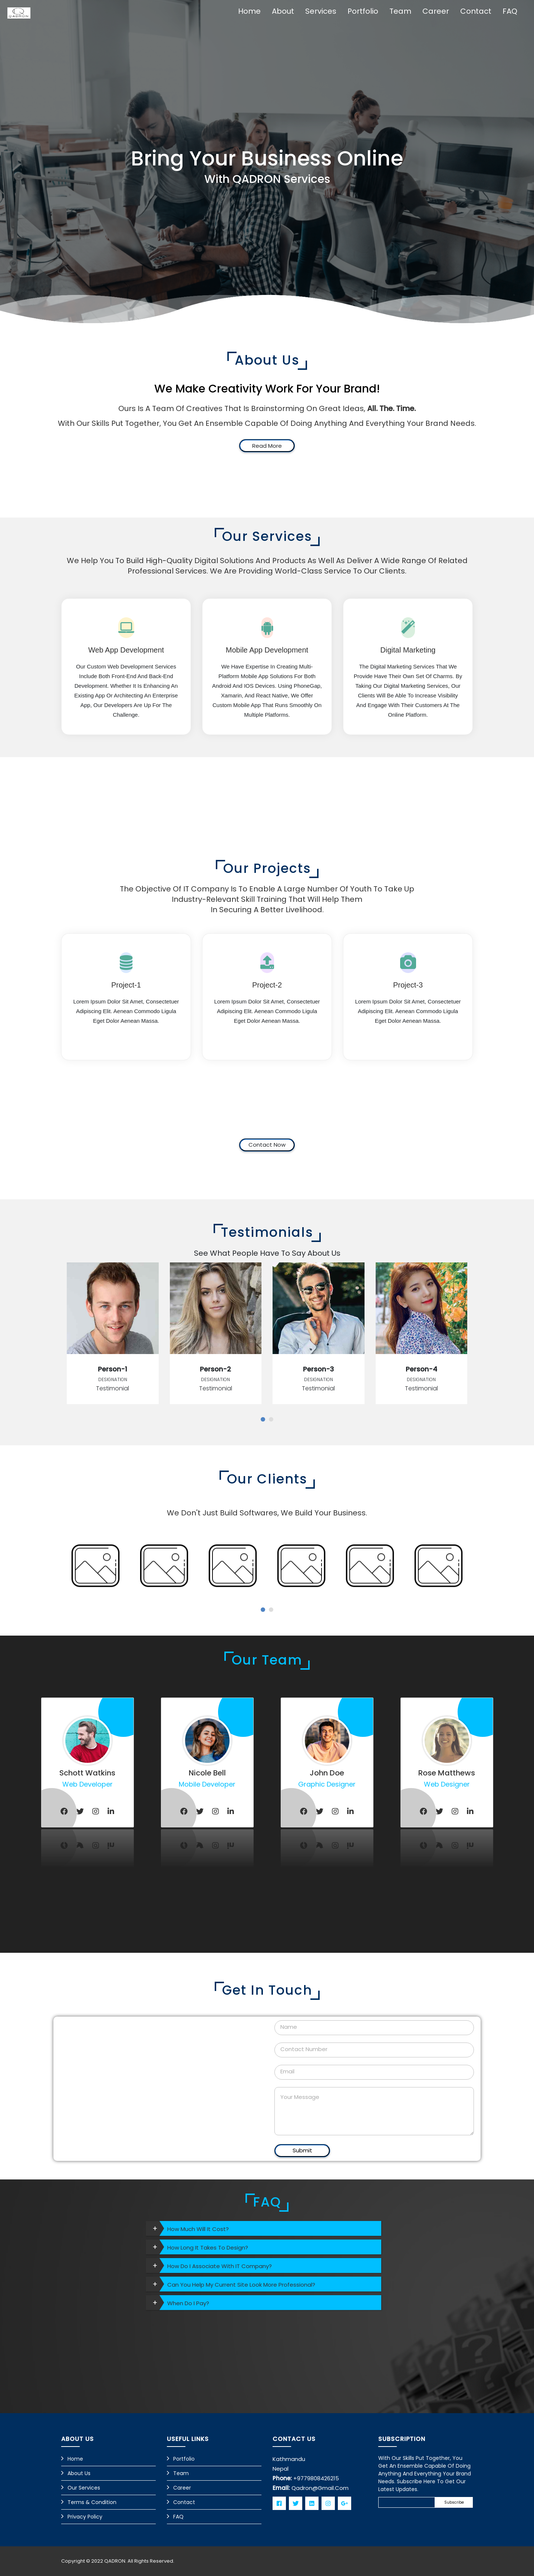 QADRON
Home About Services Portfolio Team Career Contact FAQ
Bring Your Business Online
With QADRON Services
About Us
We Make Creativity Work For Your Brand!
Ours Is A Team Of Creatives That Is Brainstorming On Great Ideas, All. The. Time.
With Our Skills Put Together, You Get An Ensemble Capable Of Doing Anything And Everything Your Brand Needs.
Read More
Our Services
We Help You To Build High-Quality Digital Solutions And Products As Well As Deliver A Wide Range Of Related
Professional Services. We Are Providing World-Class Service To Our Clients.
Web App Development
Our Custom Web Development Services
Include Both Front-End And Back-End
Development. Whether It Is Enhancing An
Existing App Or Architecting An Enterprise
App, Our Developers Are Up For The
Challenge.
Mobile App Development
We Have Expertise In Creating Multi-
Platform Mobile App Solutions For Both
Android And IOS Devices. Using PhoneGap,
Xamarin, And React Native, We Offer
Custom Mobile App That Runs Smoothly On
Multiple Platforms.
Digital Marketing
The Digital Marketing Services That We
Provide Have Their Own Set Of Charms. By
Taking Our Digital Marketing Services, Our
Clients Will Be Able To Increase Visibility
And Engage With Their Customers At The
Online Platform.
Our Projects
The Objective Of IT Company Is To Enable A Large Number Of Youth To Take Up
Industry-Relevant Skill Training That Will Help Them
In Securing A Better Livelihood.
Project-1
Lorem Ipsum Dolor Sit Amet, Consectetuer
Adipiscing Elit. Aenean Commodo Ligula
Eget Dolor Aenean Massa.
Project-2
Lorem Ipsum Dolor Sit Amet, Consectetuer
Adipiscing Elit. Aenean Commodo Ligula
Eget Dolor Aenean Massa.
Project-3
Lorem Ipsum Dolor Sit Amet, Consectetuer
Adipiscing Elit. Aenean Commodo Ligula
Eget Dolor Aenean Massa.
Contact Now
Testimonials
See What People Have To Say About Us
Person-1
DESIGNATION
Testimonial
Person-2
DESIGNATION
Testimonial
Person-3
DESIGNATION
Testimonial
Person-4
DESIGNATION
Testimonial
Our Clients
We Don't Just Build Softwares, We Build Your Business.
Our Team
Schott Watkins
Web Developer
Nicole Bell
Mobile Developer
John Doe
Graphic Designer
Rose Matthews
Web Designer
Get In Touch
Name
Contact Number
Email
Your Message
Submit
FAQ
+ How Much Will It Cost?
+ How Long It Takes To Design?
+ How Do I Associate With IT Company?
+ Can You Help My Current Site Look More Professional?
+ When Do I Pay?
ABOUT US
Home
About Us
Our Services
Terms & Condition
Privacy Policy
USEFUL LINKS
Portfolio
Team
Career
Contact
FAQ
CONTACT US
Kathmandu
Nepal
Phone: +9779808426215
Email: Qadron@Gmail.Com
SUBSCRIPTION
With Our Skills Put Together, You
Get An Ensemble Capable Of Doing
Anything And Everything Your Brand
Needs. Subscribe Here To Get Our
Latest Updates.
Subscribe
Copyright © 2022 QADRON. All Rights Reserved.